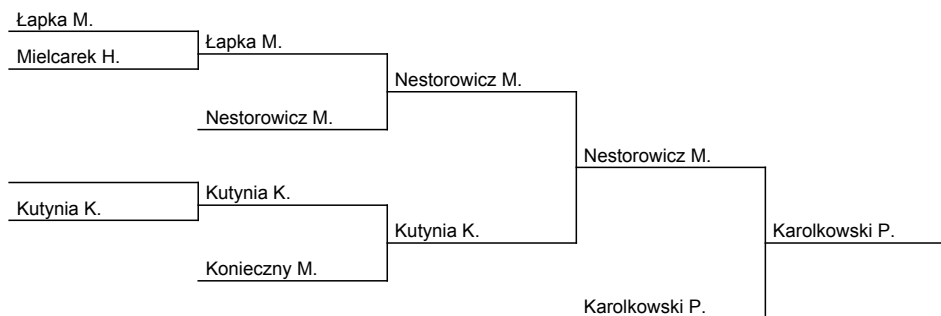 Łapka M.
Łapka M.
Mielcarek H.
Nestorowicz M.
Nestorowicz M.
Nestorowicz M.
Kutynia K.
Kutynia K.
Kutynia K.
Karolkowski P.
Konieczny M.
Karolkowski P.